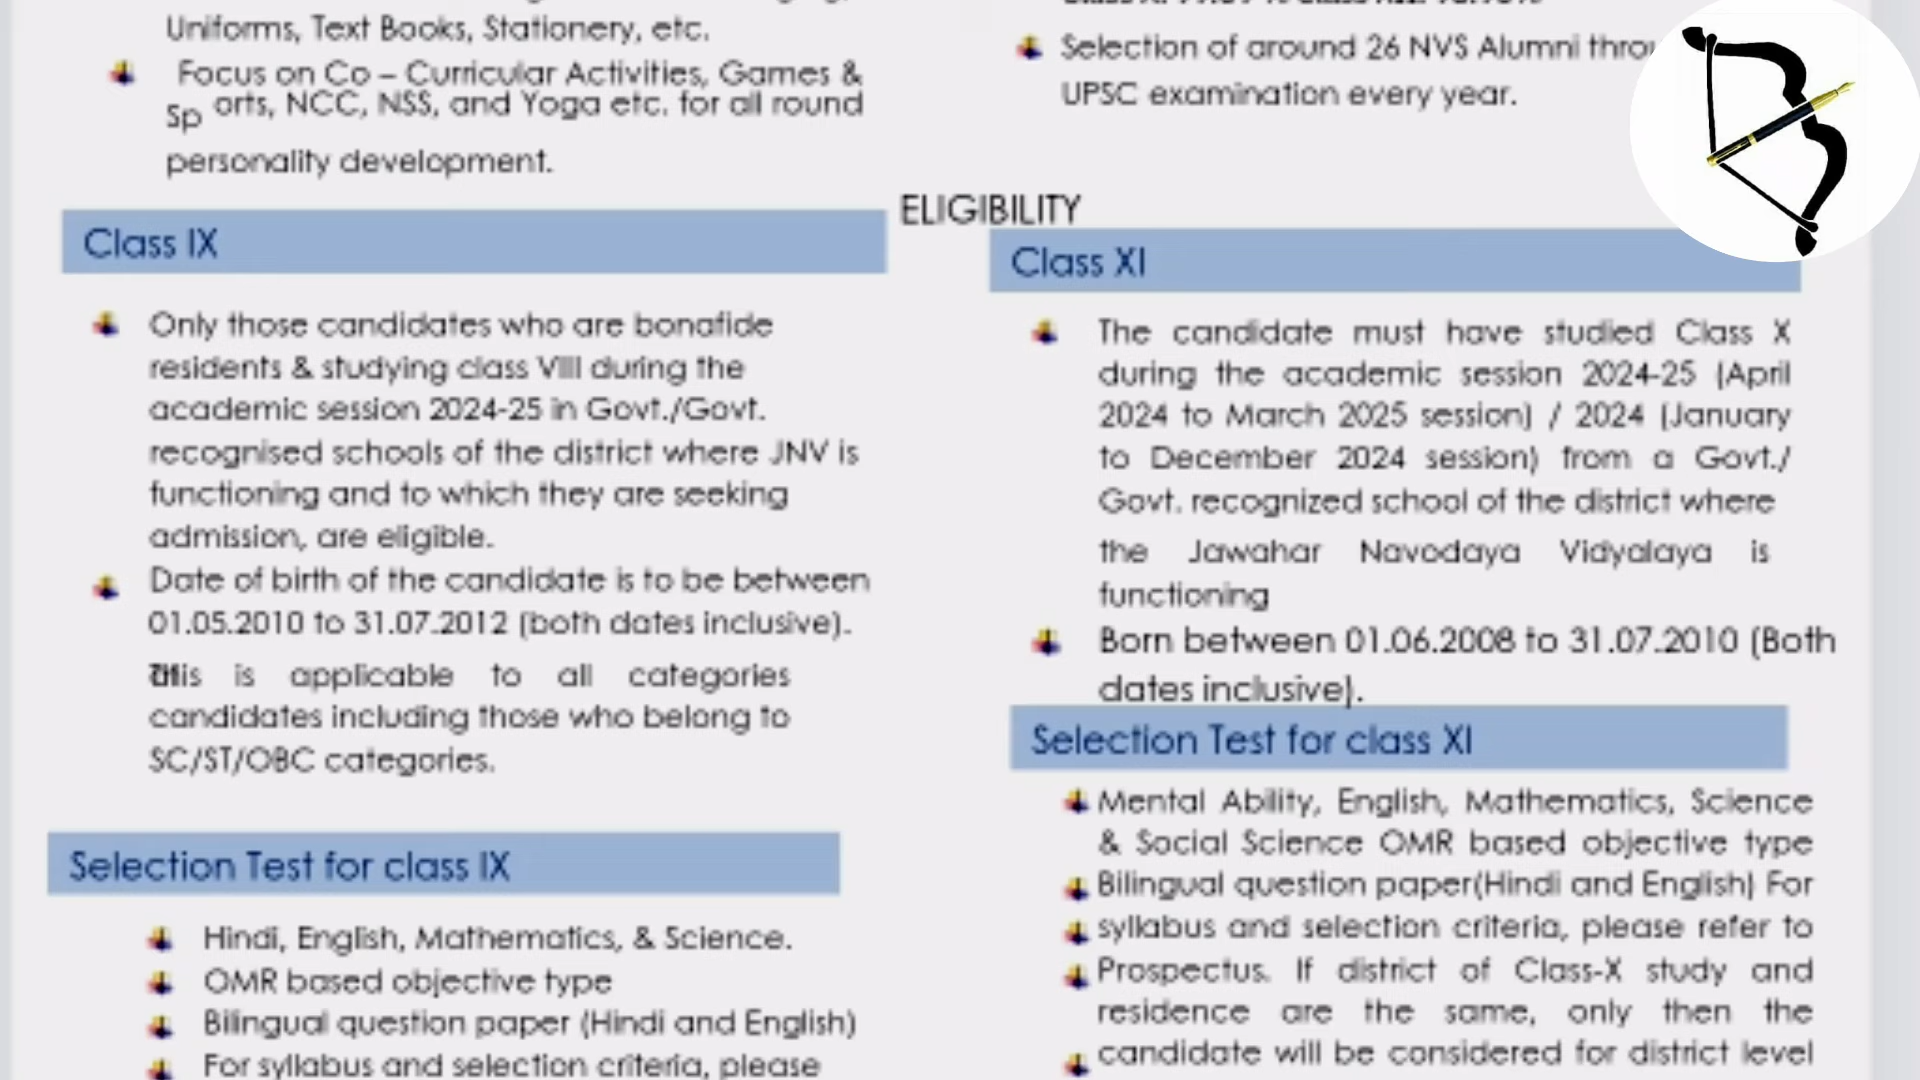 Uniforms, Text Books, Stationery, etc.
Focus on Co – Curricular Activities, Games &
Sp orts, NCC, NSS, and Yoga etc. for all round
personality development.
Selection of around 26 NVS Alumni
UPSC examination every year.
ELIGIBILITY
Class IX
Only those candidates who are bonafide
residents & studying class VIII during the
academic session 2024-25 in Govt./Govt.
recognised schools of the district where JNV is
functioning and to which they are seeking
admission, are eligible.
Date of birth of the candidate is to be between
01.05.2010 to 31.07.2012 (both dates inclusive).
is applicable to all categories
candidates including those who belong to
SC/ST/OBC categories.
Selection Test for class IX
Hindi, English, Mathematics, & Science.
OMR based objective type
Bilingual question paper (Hindi and English)
For syllabus and selection criteria, please
Class XI
The candidate must have studied Class X
during the academic session 2024-25 (April
2024 to March 2025 session) / 2024 (January
to December 2024 session) from a Govt./
Govt. recognized school of the district where
the Jawahar Navodaya Vidyalaya is
functioning
Born between 01.06.2008 to 31.07.2010 (Both
dates inclusive).
Selection Test for class XI
Mental Ability, English, Mathematics, Science
& Social Science OMR based objective type
Bilingual question paper(Hindi and English) For
syllabus and selection criteria, please refer to
Prospectus. If district of Class-X study and
residence are the same, only then the
candidate will be considered for district level